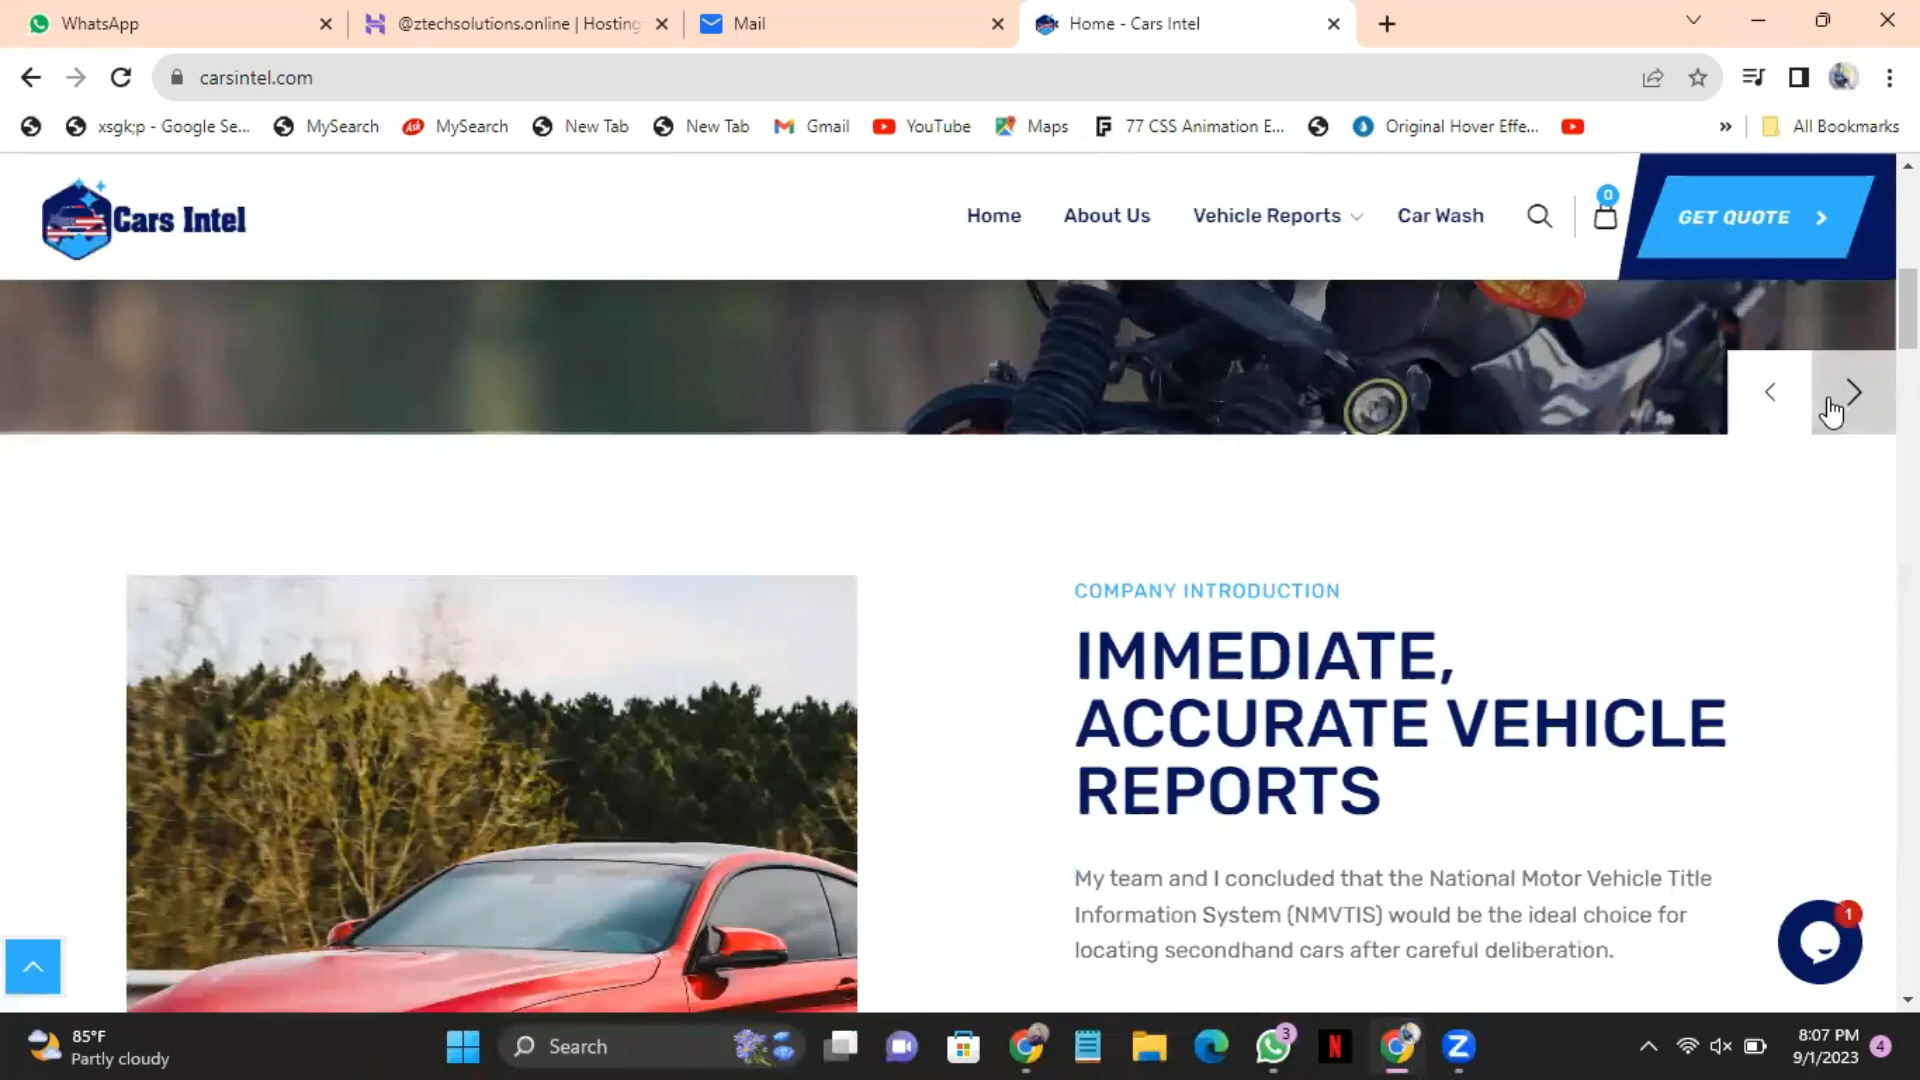 WhatsApp
@ztechsolutions.online | Hosting
Mail
Home - Cars Intel
carsintel.com
xsgk;p - Google Se...
MySearch
Ask
MySearch
New Tab
New Tab
Gmail
YouTube
Maps
77 CSS Animation E...
Original Hover Effe...
»
All Bookmarks
Cars Intel
Home
About Us
Vehicle Reports
Car Wash
0
GET QUOTE
COMPANY INTRODUCTION
IMMEDIATE,
ACCURATE VEHICLE
REPORTS
My team and I concluded that the National Motor Vehicle Title
Information System (NMVTIS) would be the ideal choice for
locating secondhand cars after careful deliberation.
1
85°F
Partly cloudy
Search
3
N
Z
8:07 PM
9/1/2023
4